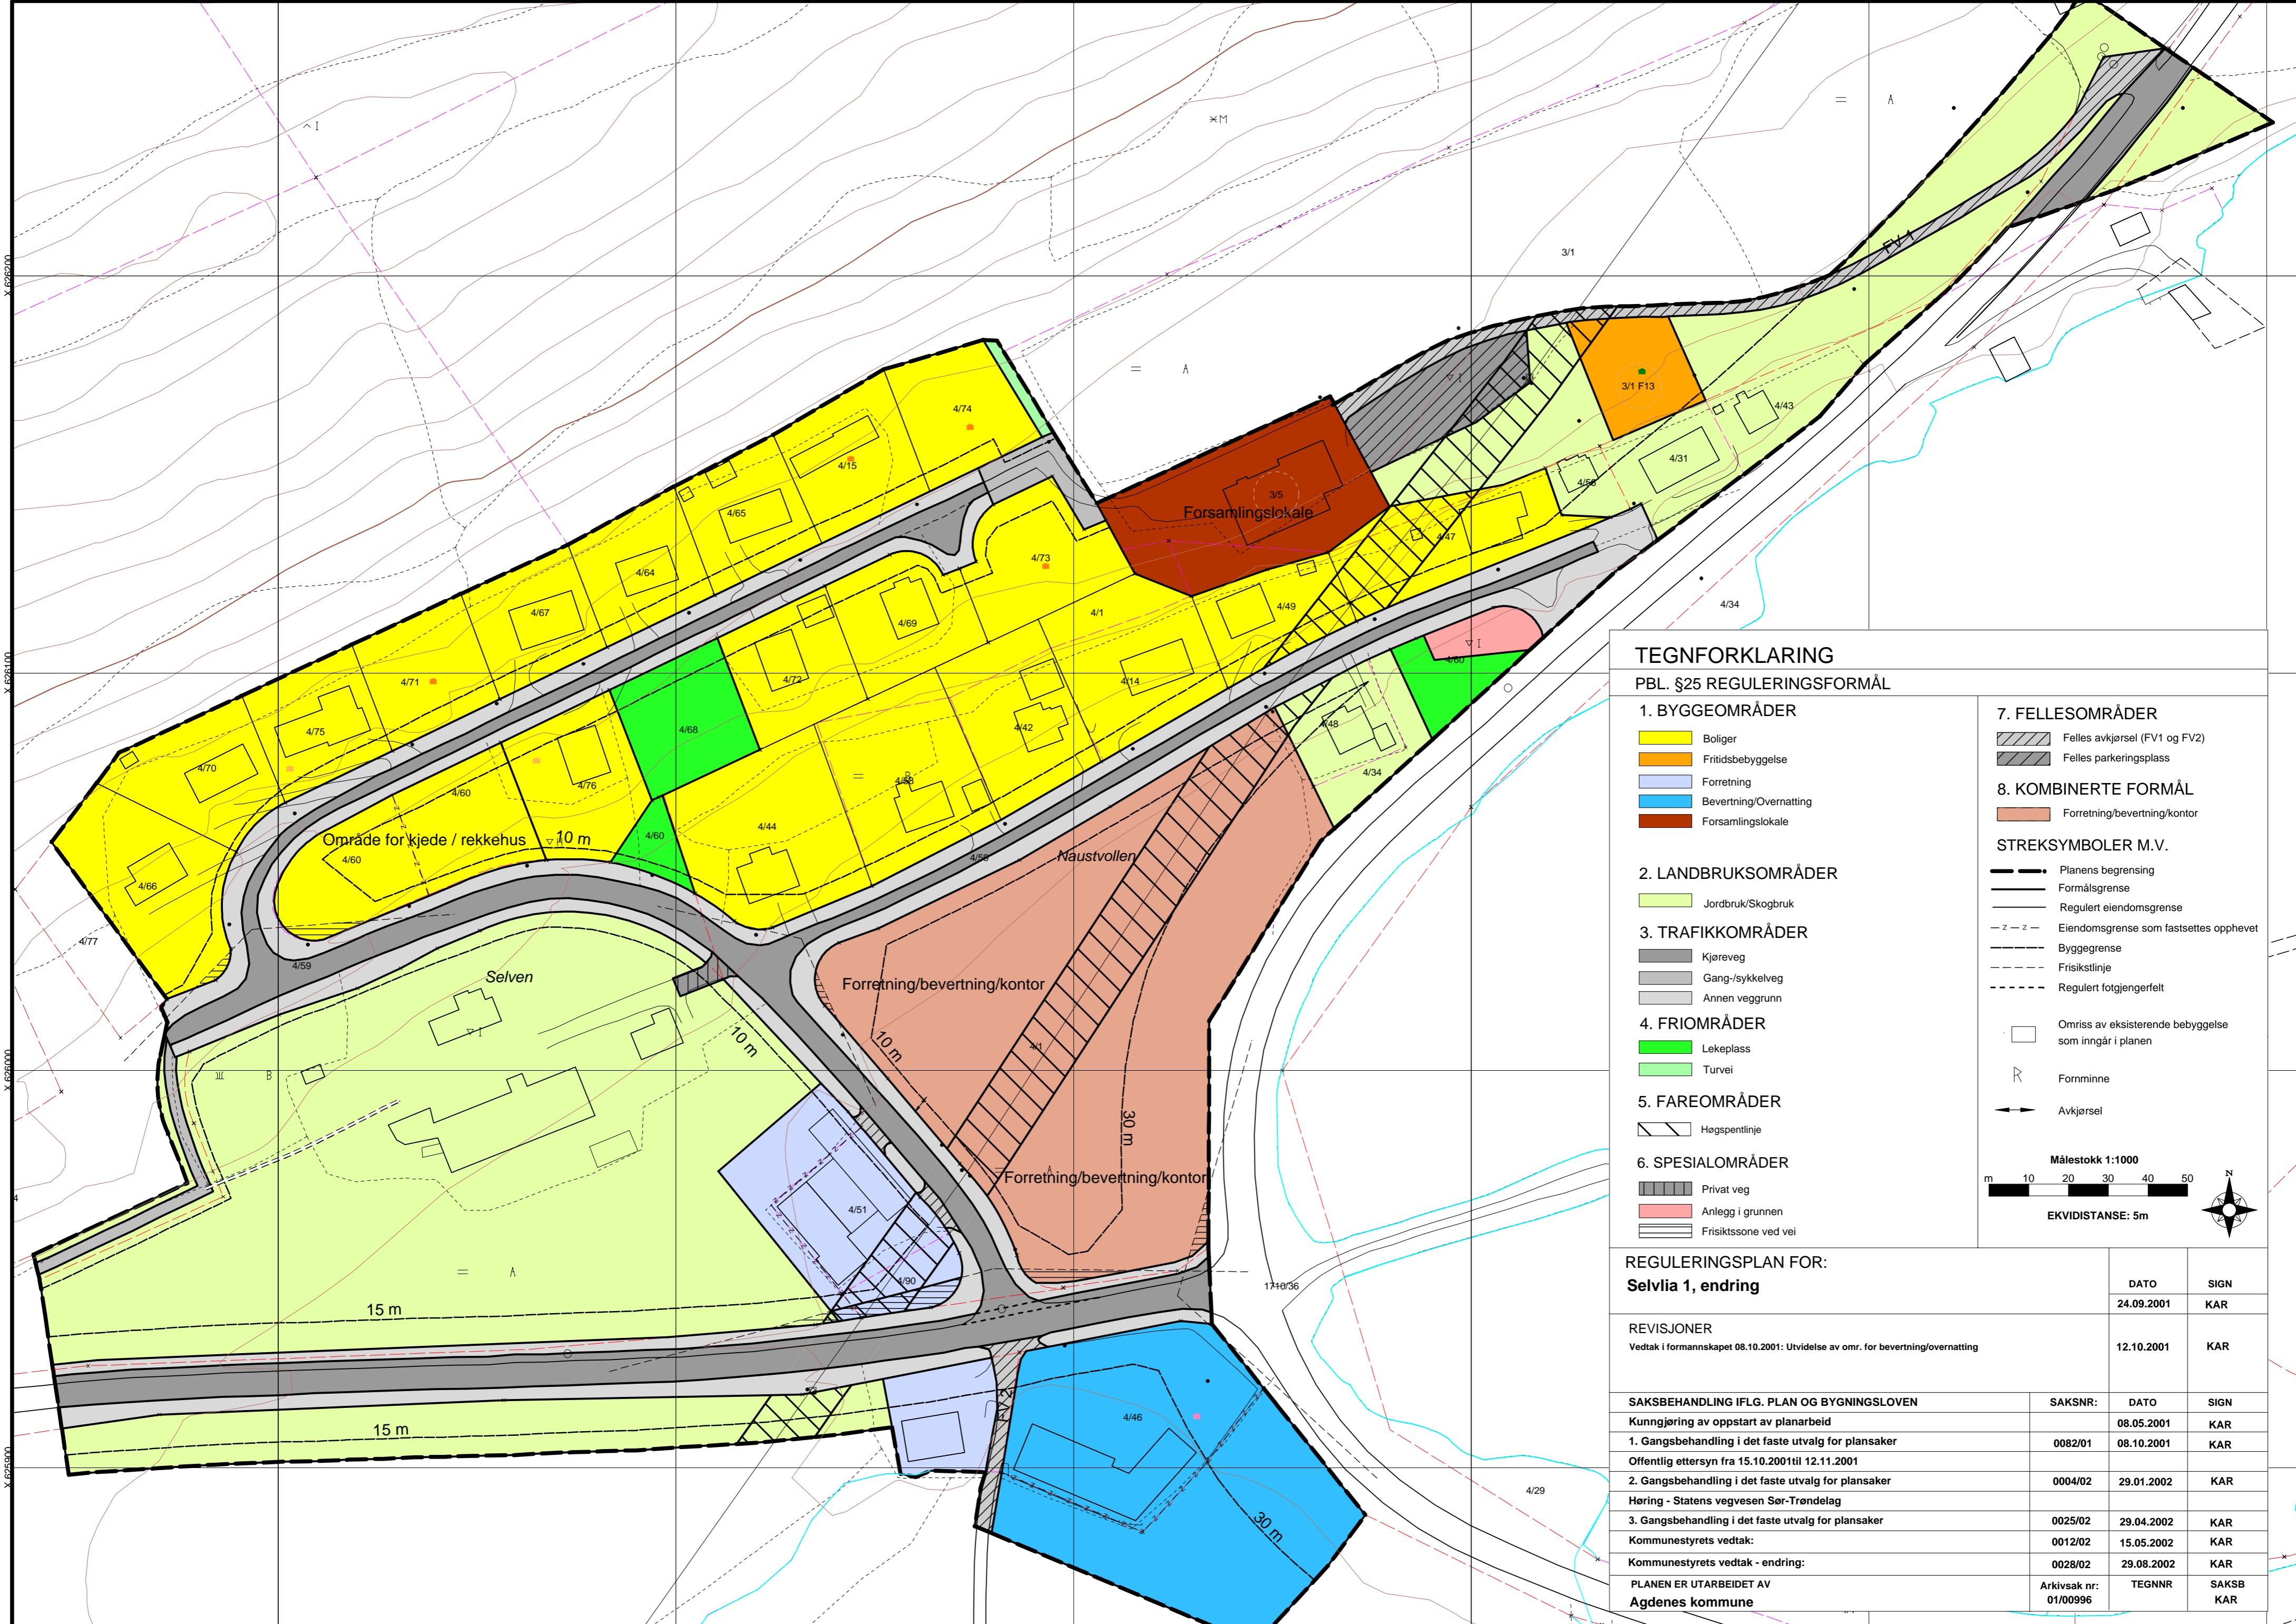 X 626200
X 626100
X 626000
X 625900
I
M
A
3/1
FV1
A
4/74
4/15
4/65
4/64
4/67
4/71
4/75
4/70
4/66
4/77
3/5
Forsamlingslokale
I
3/1 F13
4/43
4/31
4/56
4/47
4/73
4/1
4/49
4/69
4/72
4/14
4/42
4/68
4/34
4/60
I
4/48
4/34
4/60
4/76
Område for kjede / rekkehus
10 m
4/60
4/60
4/44
4/58
Naustvollen
4/59
Selven
I
B
Forretning/bevertning/kontor
10 m
10 m
4/1
30 m
A
Forretning/bevertning/kontor
4/51
4/90
A
15 m
15 m
1710/36
4/46
30 m
4/29
TEGNFORKLARING
PBL. §25 REGULERINGSFORMÅL
1. BYGGEOMRÅDER
Boliger
Fritidsbebyggelse
Forretning
Bevertning/Overnatting
Forsamlingslokale
2. LANDBRUKSOMRÅDER
Jordbruk/Skogbruk
3. TRAFIKKOMRÅDER
Kjøreveg
Gang-/sykkelveg
Annen veggrunn
4. FRIOMRÅDER
Lekeplass
Turvei
5. FAREOMRÅDER
Høgspentlinje
6. SPESIALOMRÅDER
Privat veg
Anlegg i grunnen
Frisiktssone ved vei
7. FELLESOMRÅDER
Felles avkjørsel (FV1 og FV2)
Felles parkeringsplass
8. KOMBINERTE FORMÅL
Forretning/bevertning/kontor
STREKSYMBOLER M.V.
Planens begrensing
Formålsgrense
Regulert eiendomsgrense
Eiendomsgrense som fastsettes opphevet
Byggegrense
Frisikstlinje
Regulert fotgjengerfelt
Omriss av eksisterende bebyggelse
som inngår i planen
R Fornminne
Avkjørsel
Målestokk 1:1000
m 10 20 30 40 50
N
EKVIDISTANSE: 5m
REGULERINGSPLAN FOR:
Selvlia 1, endring
DATO SIGN
24.09.2001 KAR
REVISJONER
Vedtak i formannskapet 08.10.2001: Utvidelse av omr. for bevertning/overnatting 12.10.2001 KAR
SAKSBEHANDLING IFLG. PLAN OG BYGNINGSLOVEN SAKSNR: DATO SIGN
Kunngjøring av oppstart av planarbeid 08.05.2001 KAR
1. Gangsbehandling i det faste utvalg for plansaker 0082/01 08.10.2001 KAR
Offentlig ettersyn fra 15.10.2001til 12.11.2001
2. Gangsbehandling i det faste utvalg for plansaker 0004/02 29.01.2002 KAR
Høring - Statens vegvesen Sør-Trøndelag
3. Gangsbehandling i det faste utvalg for plansaker 0025/02 29.04.2002 KAR
Kommunestyrets vedtak: 0012/02 15.05.2002 KAR
Kommunestyrets vedtak - endring: 0028/02 29.08.2002 KAR
PLANEN ER UTARBEIDET AV Arkivsak nr: TEGNNR SAKSB
Agdenes kommune 01/00996 KAR